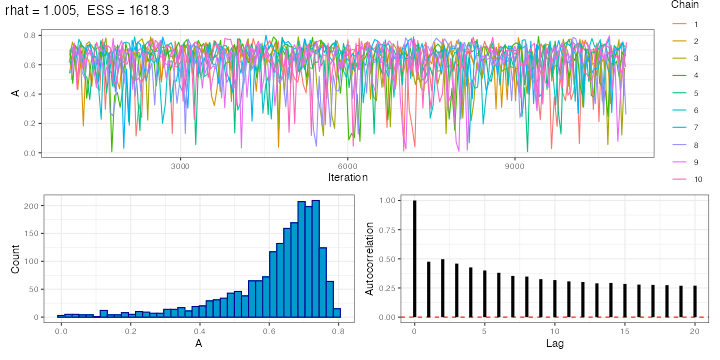 rhat = 1.005, ESS = 1618.3
Chain
1
2
3
4
5
6
7
8
9
10
A
0.8
0.6
0.4
0.2
0.0
3000 6000 9000
Iteration
Count
200
150
100
50
0
0.0 0.2 0.4 0.6 0.8
A
Autocorrelation
1.00
0.75
0.50
0.25
0.00
0 5 10 15 20
Lag